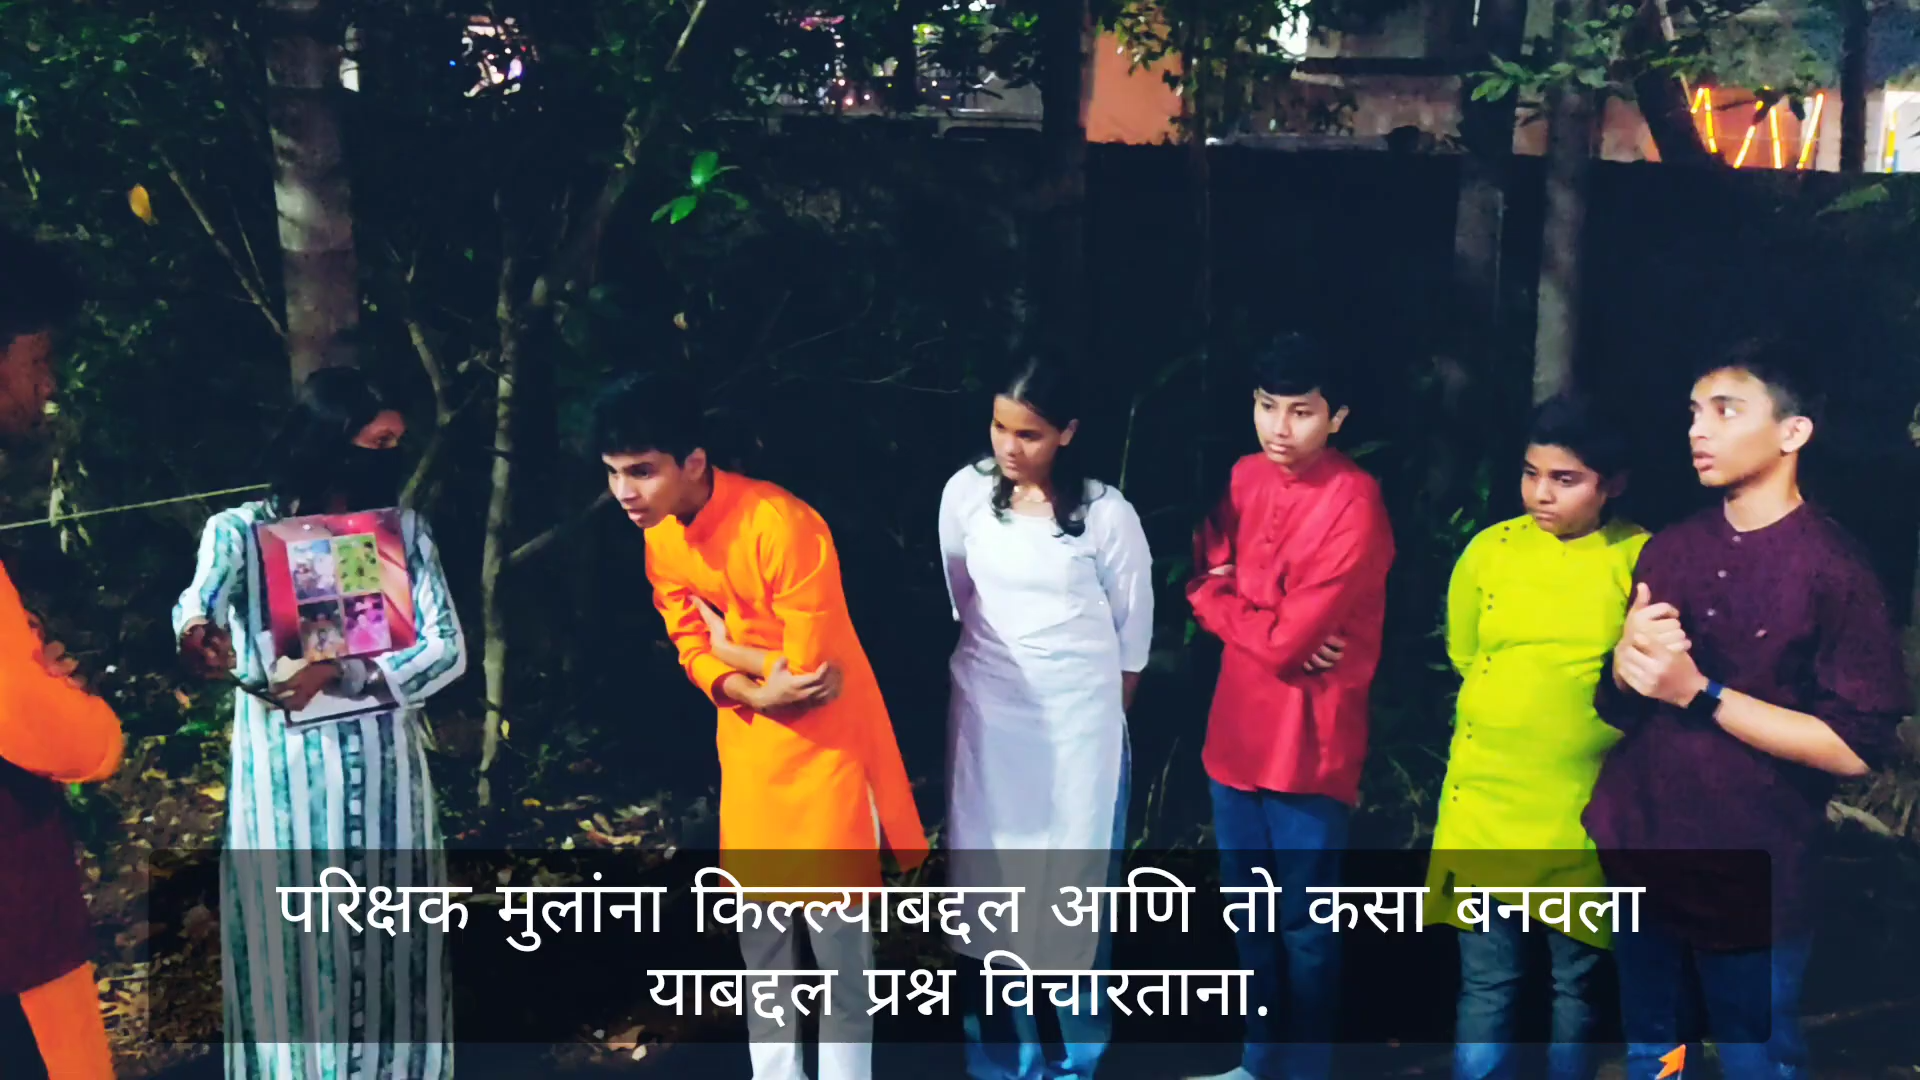 परिक्षक मुलांना किल्ल्याबद्दल आणि तो कसा बनवला
याबद्दल प्रश्न विचारताना.